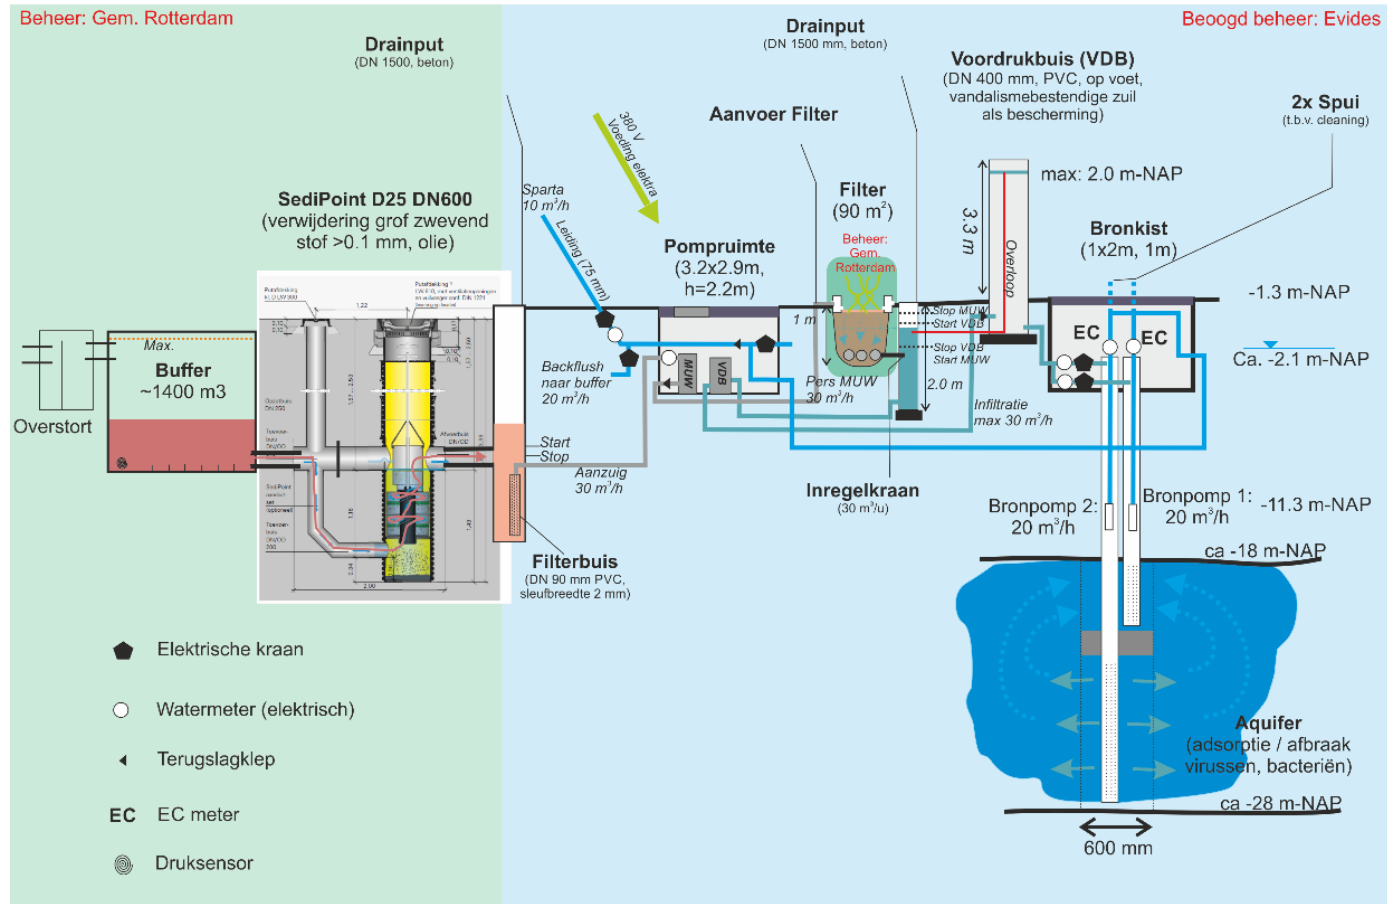 Beheer: Gem. Rotterdam
Beoogd beheer: Evides
Drainput
(DN 1500, beton)
Drainput
(DN 1500 mm, beton)
Voordrukbuis (VDB)
(DN 400 mm, PVC, op voet,
vandalismebestendige zuil
als bescherming)
2x Spui
(t.b.v. cleaning)
Aanvoer Filter
380 V
Voeding elektra
Sparta
10 m³/h
Leiding (75 mm)
SediPoint D25 DN600
(verwijdering grof zwevend
stof >0.1 mm, olie)
Filter
(90 m²)
Beheer:
Gem.
Rotterdam
max: 2.0 m-NAP
3.3 m
Overloop
Bronkist
(1x2m, 1m)
Pompruimte
(3.2x2.9m,
h=2.2m)
-1.3 m-NAP
Ca. -2.1 m-NAP
EC
EC
1 m
Stop MUW
Start VDB
Stop VDB
Start MUW
2.0 m
MUW
VDB
Pers MUW
30 m³/h
Infiltratie
max 30 m³/h
Backflush
naar buffer
20 m³/h
Max.
Buffer
~1400 m3
Overstort
1,22
2,00
Start
Stop
Aanzuig
30 m³/h
Filterbuis
(DN 90 mm PVC,
sleufbreedte 2 mm)
Inregelkraan
(30 m³/u)
Bronpomp 2:
20 m³/h
Bronpomp 1:
20 m³/h
-11.3 m-NAP
ca -18 m-NAP
Aquifer
(adsorptie / afbraak
virussen, bacteriën)
ca -28 m-NAP
600 mm
Elektrische kraan
Watermeter (elektrisch)
Terugslagklep
EC EC meter
Druksensor